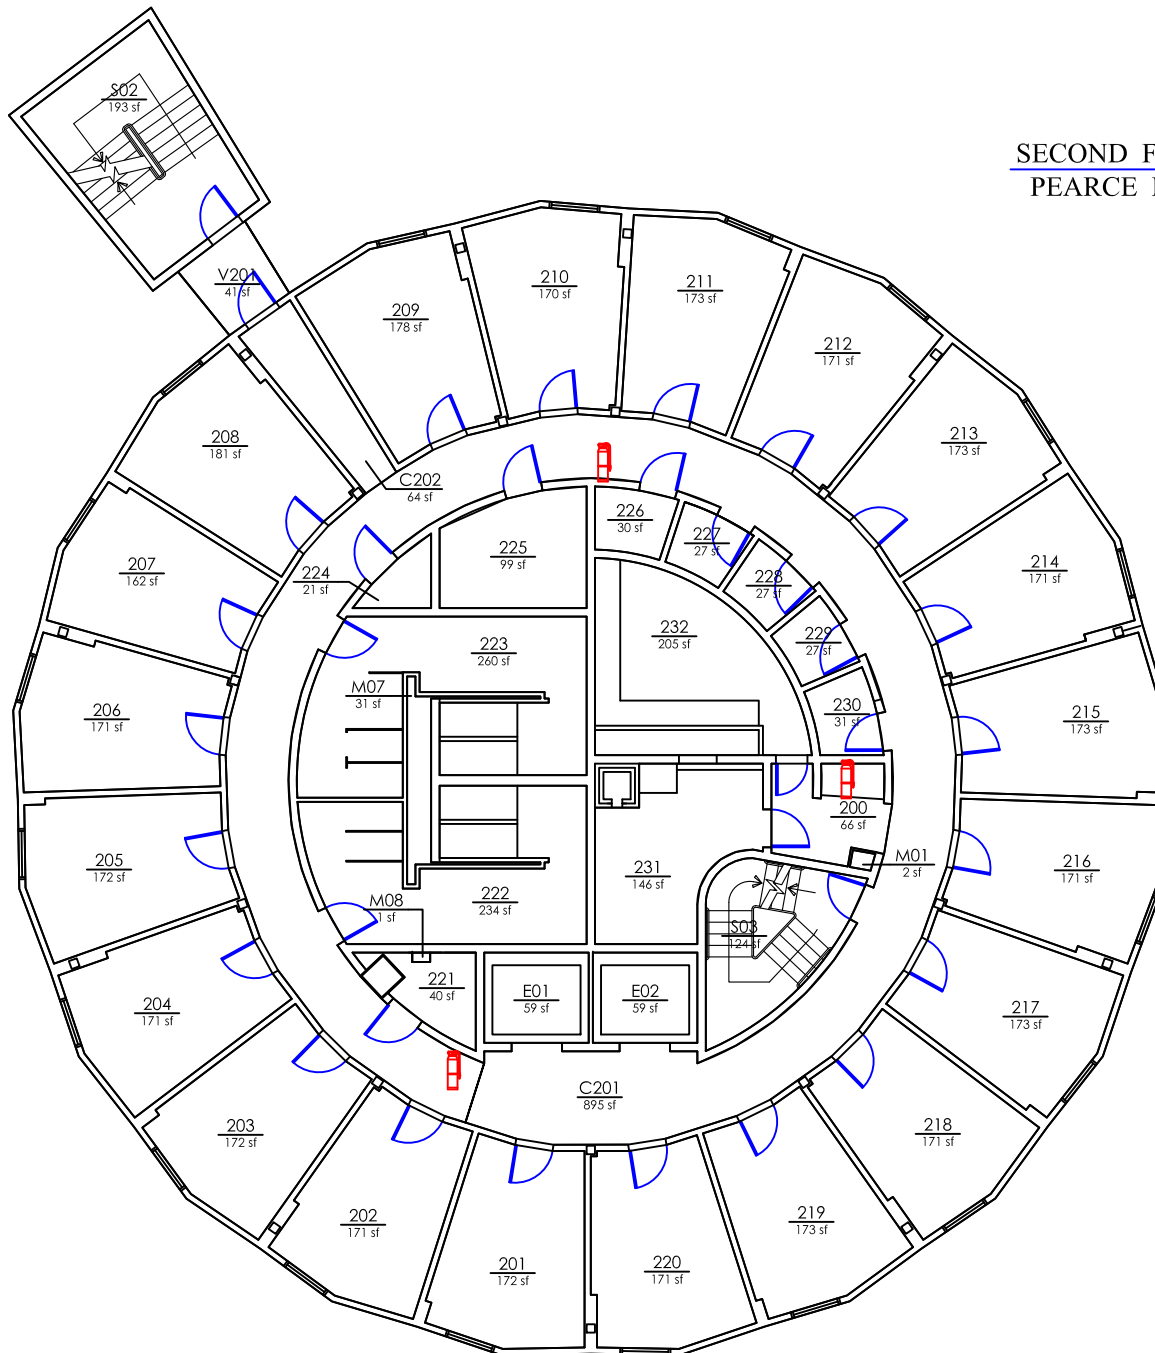 S02
193 sf
SECOND F
PEARCE
V201
41 sf
210
170 sf
211
173 sf
209
178 sf
212
171 sf
208
181 sf
213
173 sf
C202
64 sf
226
30 sf
227
27 sf
225
99 sf
207
162 sf
224
21 sf
228
27 sf
214
171 sf
232
205 sf
229
27 sf
223
260 sf
M07
31 sf
206
171 sf
230
31 sf
215
173 sf
200
66 sf
205
172 sf
231
146 sf
M01
2 sf
216
171 sf
222
234 sf
M08
1 sf
S03
124 sf
221
40 sf
E01
59 sf
E02
59 sf
204
171 sf
217
173 sf
C201
895 sf
203
172 sf
218
171 sf
202
171 sf
219
173 sf
201
172 sf
220
171 sf